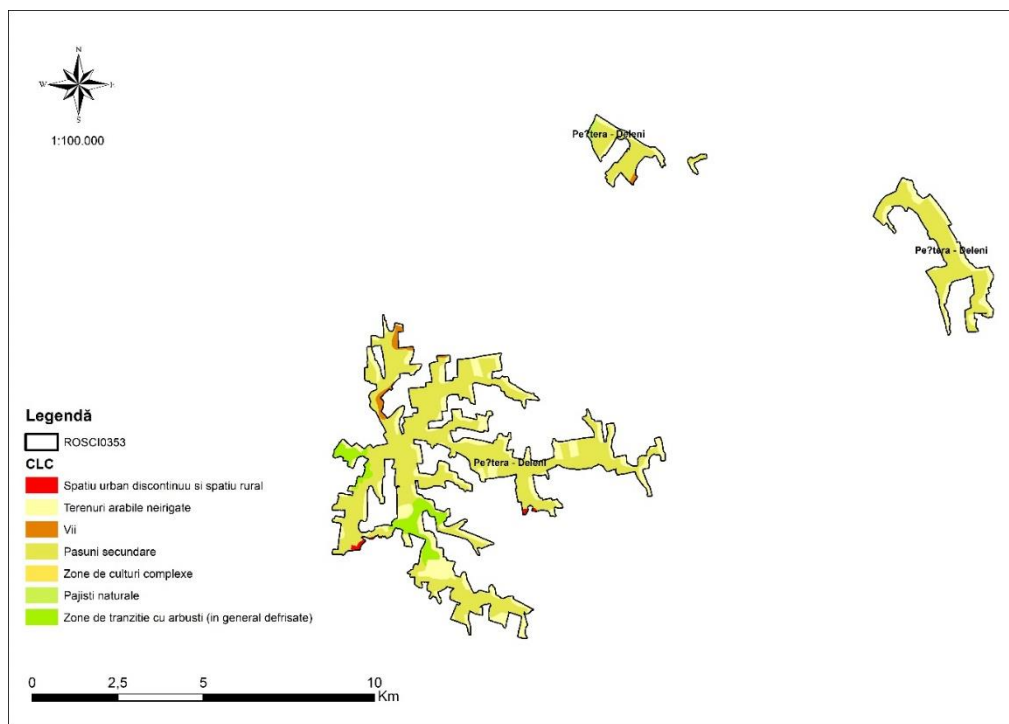 N
W E
S
1:100.000
Pe?tera - Deleni
Pe?tera - Deleni
Pe?tera - Deleni
Legendă
ROSCI0353
CLC
Spatiu urban discontinuu si spatiu rural
Terenuri arabile neirigate
Vii
Pasuni secundare
Zone de culturi complexe
Pajisti naturale
Zone de tranzitie cu arbusti (in general defrisate)
0 2,5 5 10
Km